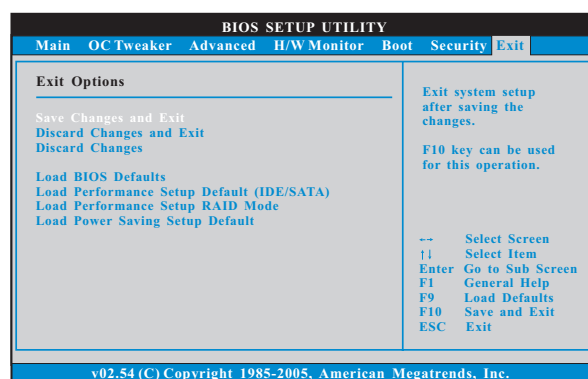 BIOS SETUP UTILITY
Main OC Tweaker Advanced H/W Monitor Boot Security Exit
Exit Options
Save Changes and Exit
Discard Changes and Exit
Discard Changes
Load BIOS Defaults
Load Performance Setup Default (IDE/SATA)
Load Performance Setup RAID Mode
Load Power Saving Setup Default
Exit system setup
after saving the
changes.
F10 key can be used
for this operation.
←→ Select Screen
↑↓ Select Item
Enter Go to Sub Screen
F1 General Help
F9 Load Defaults
F10 Save and Exit
ESC Exit
v02.54 (C) Copyright 1985-2005, American Megatrends, Inc.